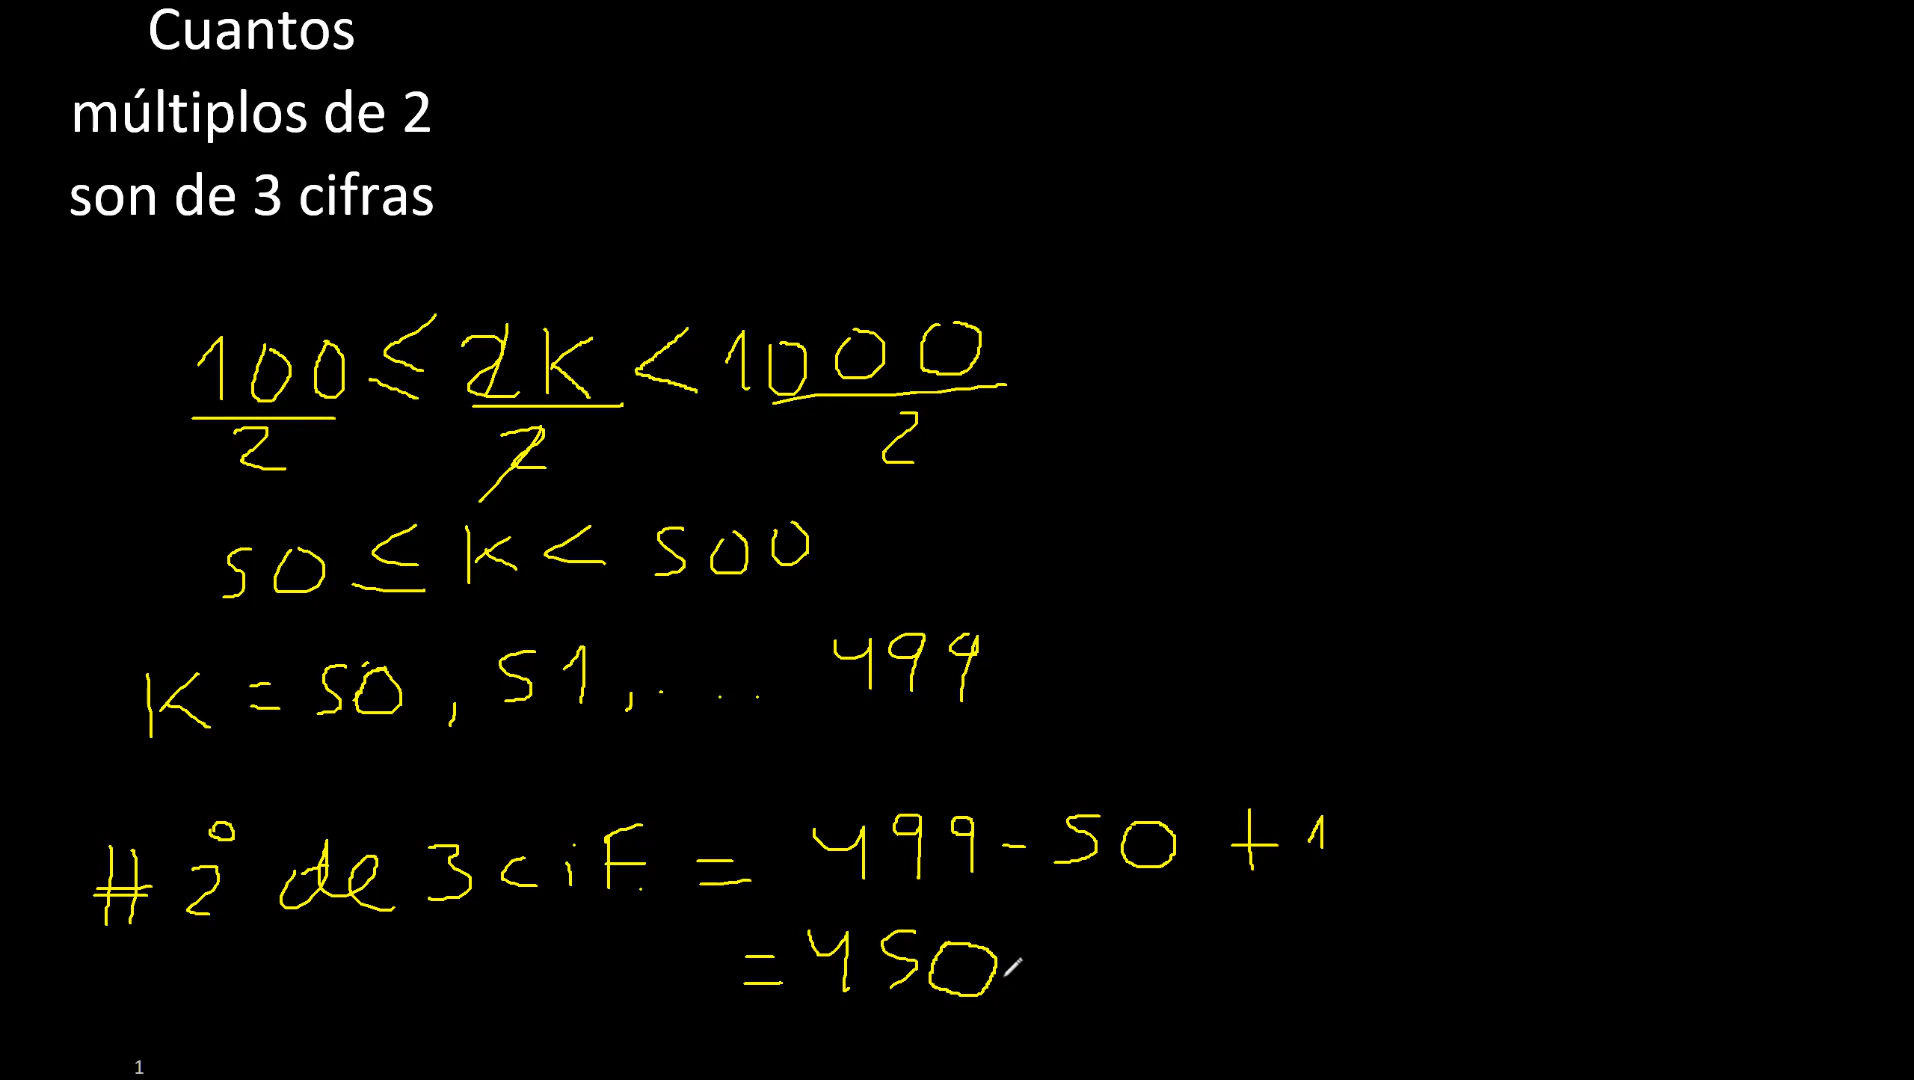 Cuantos
múltiplos de 2
son de 3 cifras
100 ≤ 2K < 1000
2 2 2
50 ≤ K < 500
K = 50, 51, ... 499
# 2° de 3 ciF. = 499 - 50 + 1
= 450
1